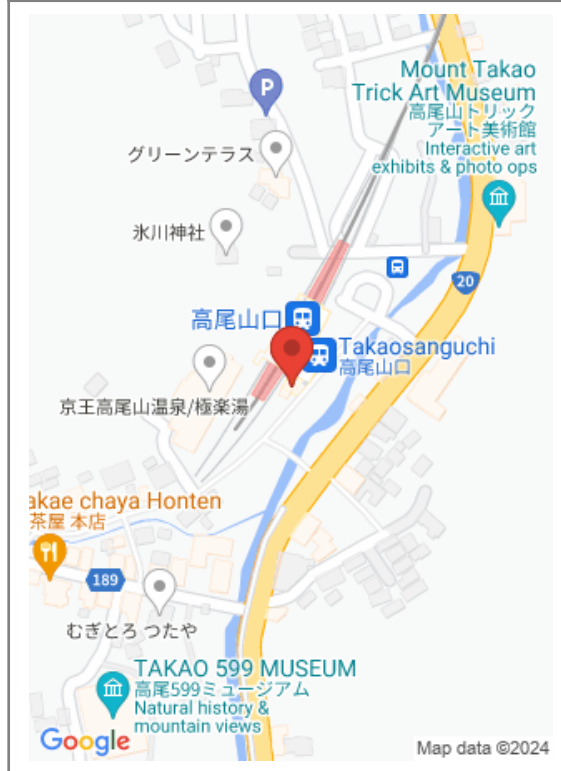 Mount Takao
Trick Art Museum
高尾山トリック
アート美術館
Interactive art
exhibits & photo ops
P
グリーンテラス
氷川神社
20
高尾山口
Takaosanguchi
高尾山口
京王高尾山温泉/極楽湯
akae chaya Honten
茶屋 本店
189
むぎとろ つたや
TAKAO 599 MUSEUM
高尾599ミュージアム
Natural history &
mountain views
Google
Map data ©2024